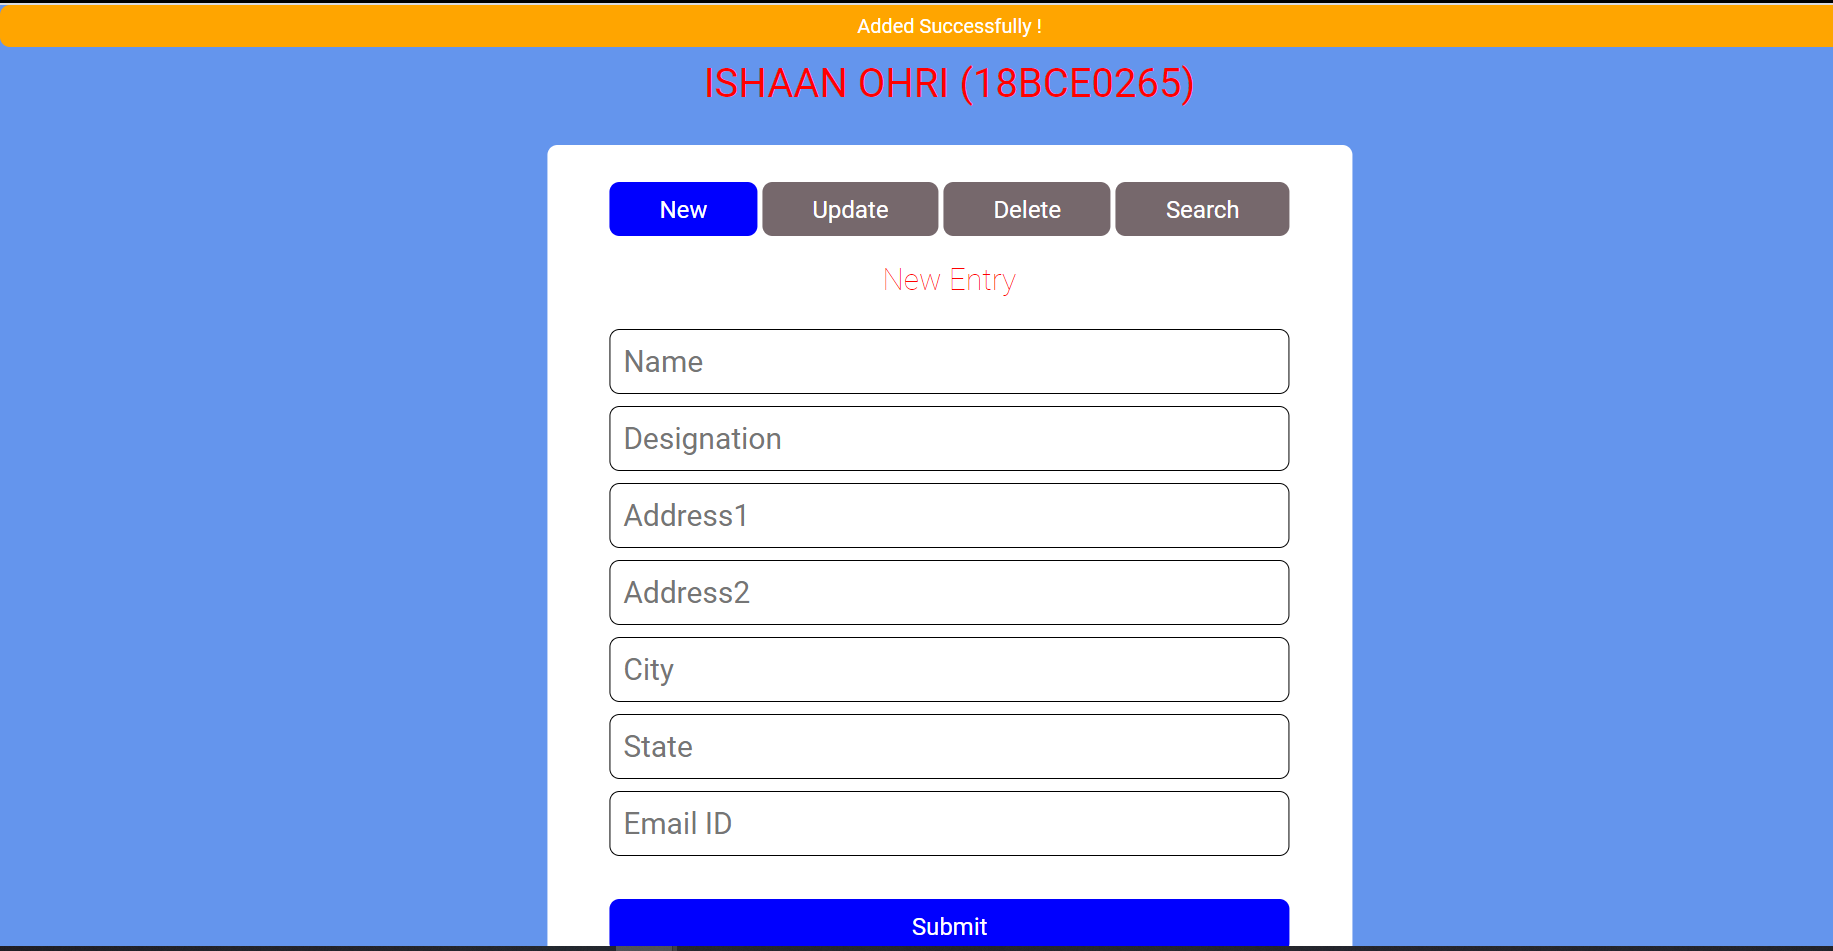 Added Successfully !
ISHAAN OHRI (18BCE0265)
New Update Delete Search
New Entry
Name
Designation
Address1
Address2
City
State
Email ID
Submit